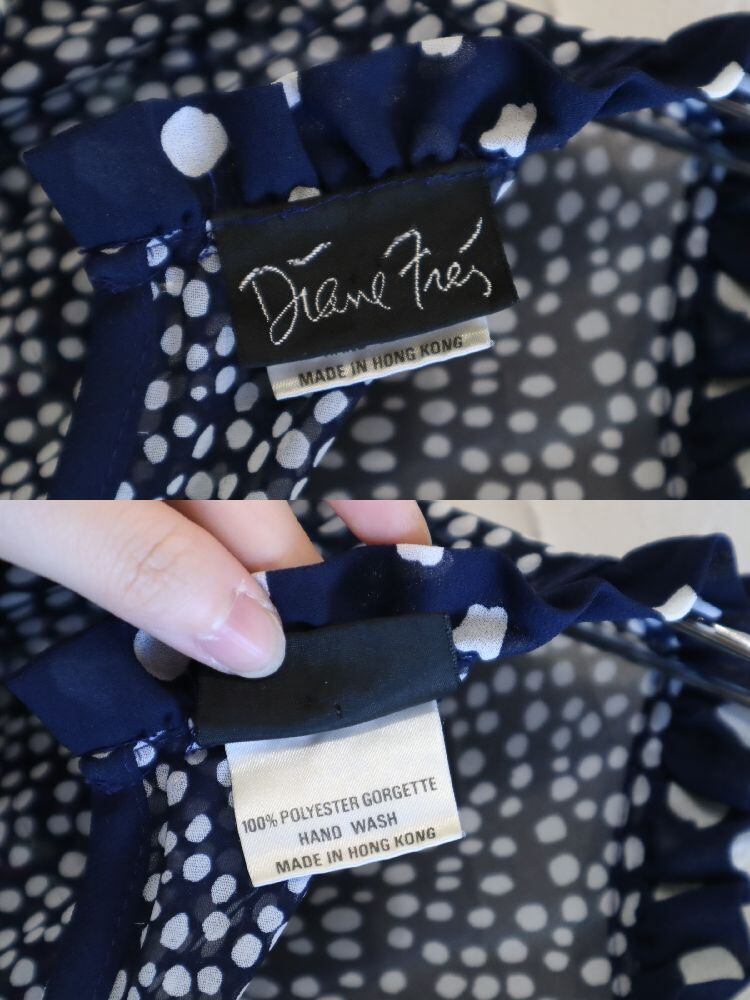 Diane Frés
MADE IN HONG KONG
100% POLYESTER GORGETTE
HAND WASH
MADE IN HONG KONG